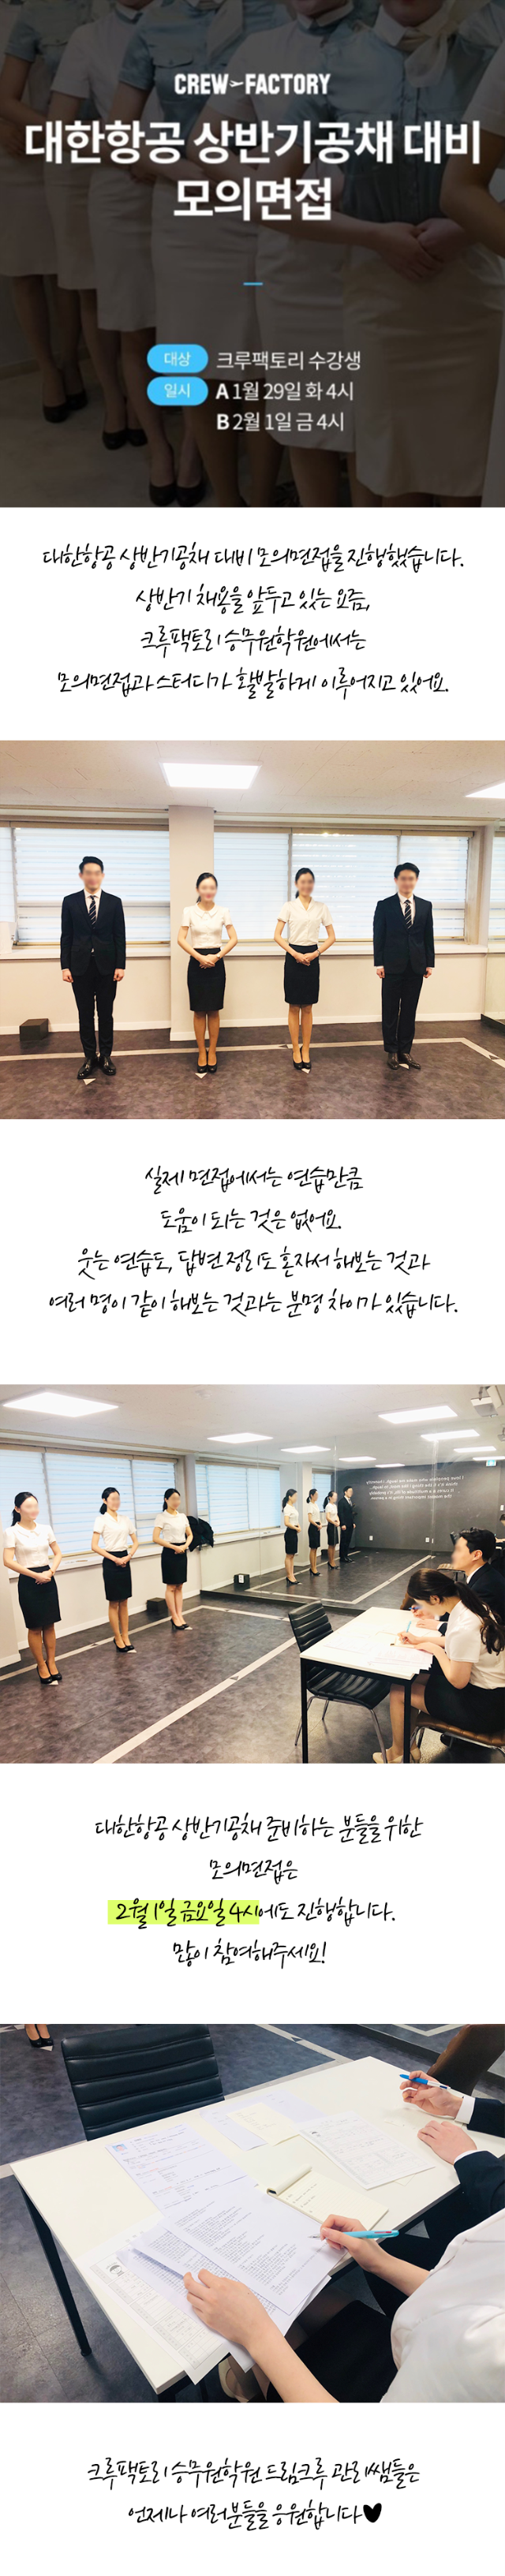 CREW FACTORY
대한항공 상반기공채 대비
모의면접
대상 크루팩토리 수강생
일시 A 1월 29일 화 4시
B 2월 1일 금 4시
대한항공 상반기공채 대비 모의면접을 진행했습니다.
상반기 채용을 앞두고 있는 요즘,
크루팩토리 승무원학원에서는
모의면접과 스터디가 활발하게 이루어지고 있어요.
실제 면접에서는 연습만큼
도움이 되는 것은 없어요.
웃는 연습도, 답변 정리도 혼자서 해보는 것과
여러 명이 같이 해보는 것과는 분명 차이가 있습니다.
대한항공 상반기공채 준비하는 분들을 위한
모의면접은
2월 1일 금요일 4시에도 진행합니다.
많이 참여해주세요!
크루팩토리 승무원학원 드림크루 관리쌤들은
언제나 여러분들을 응원합니다♥